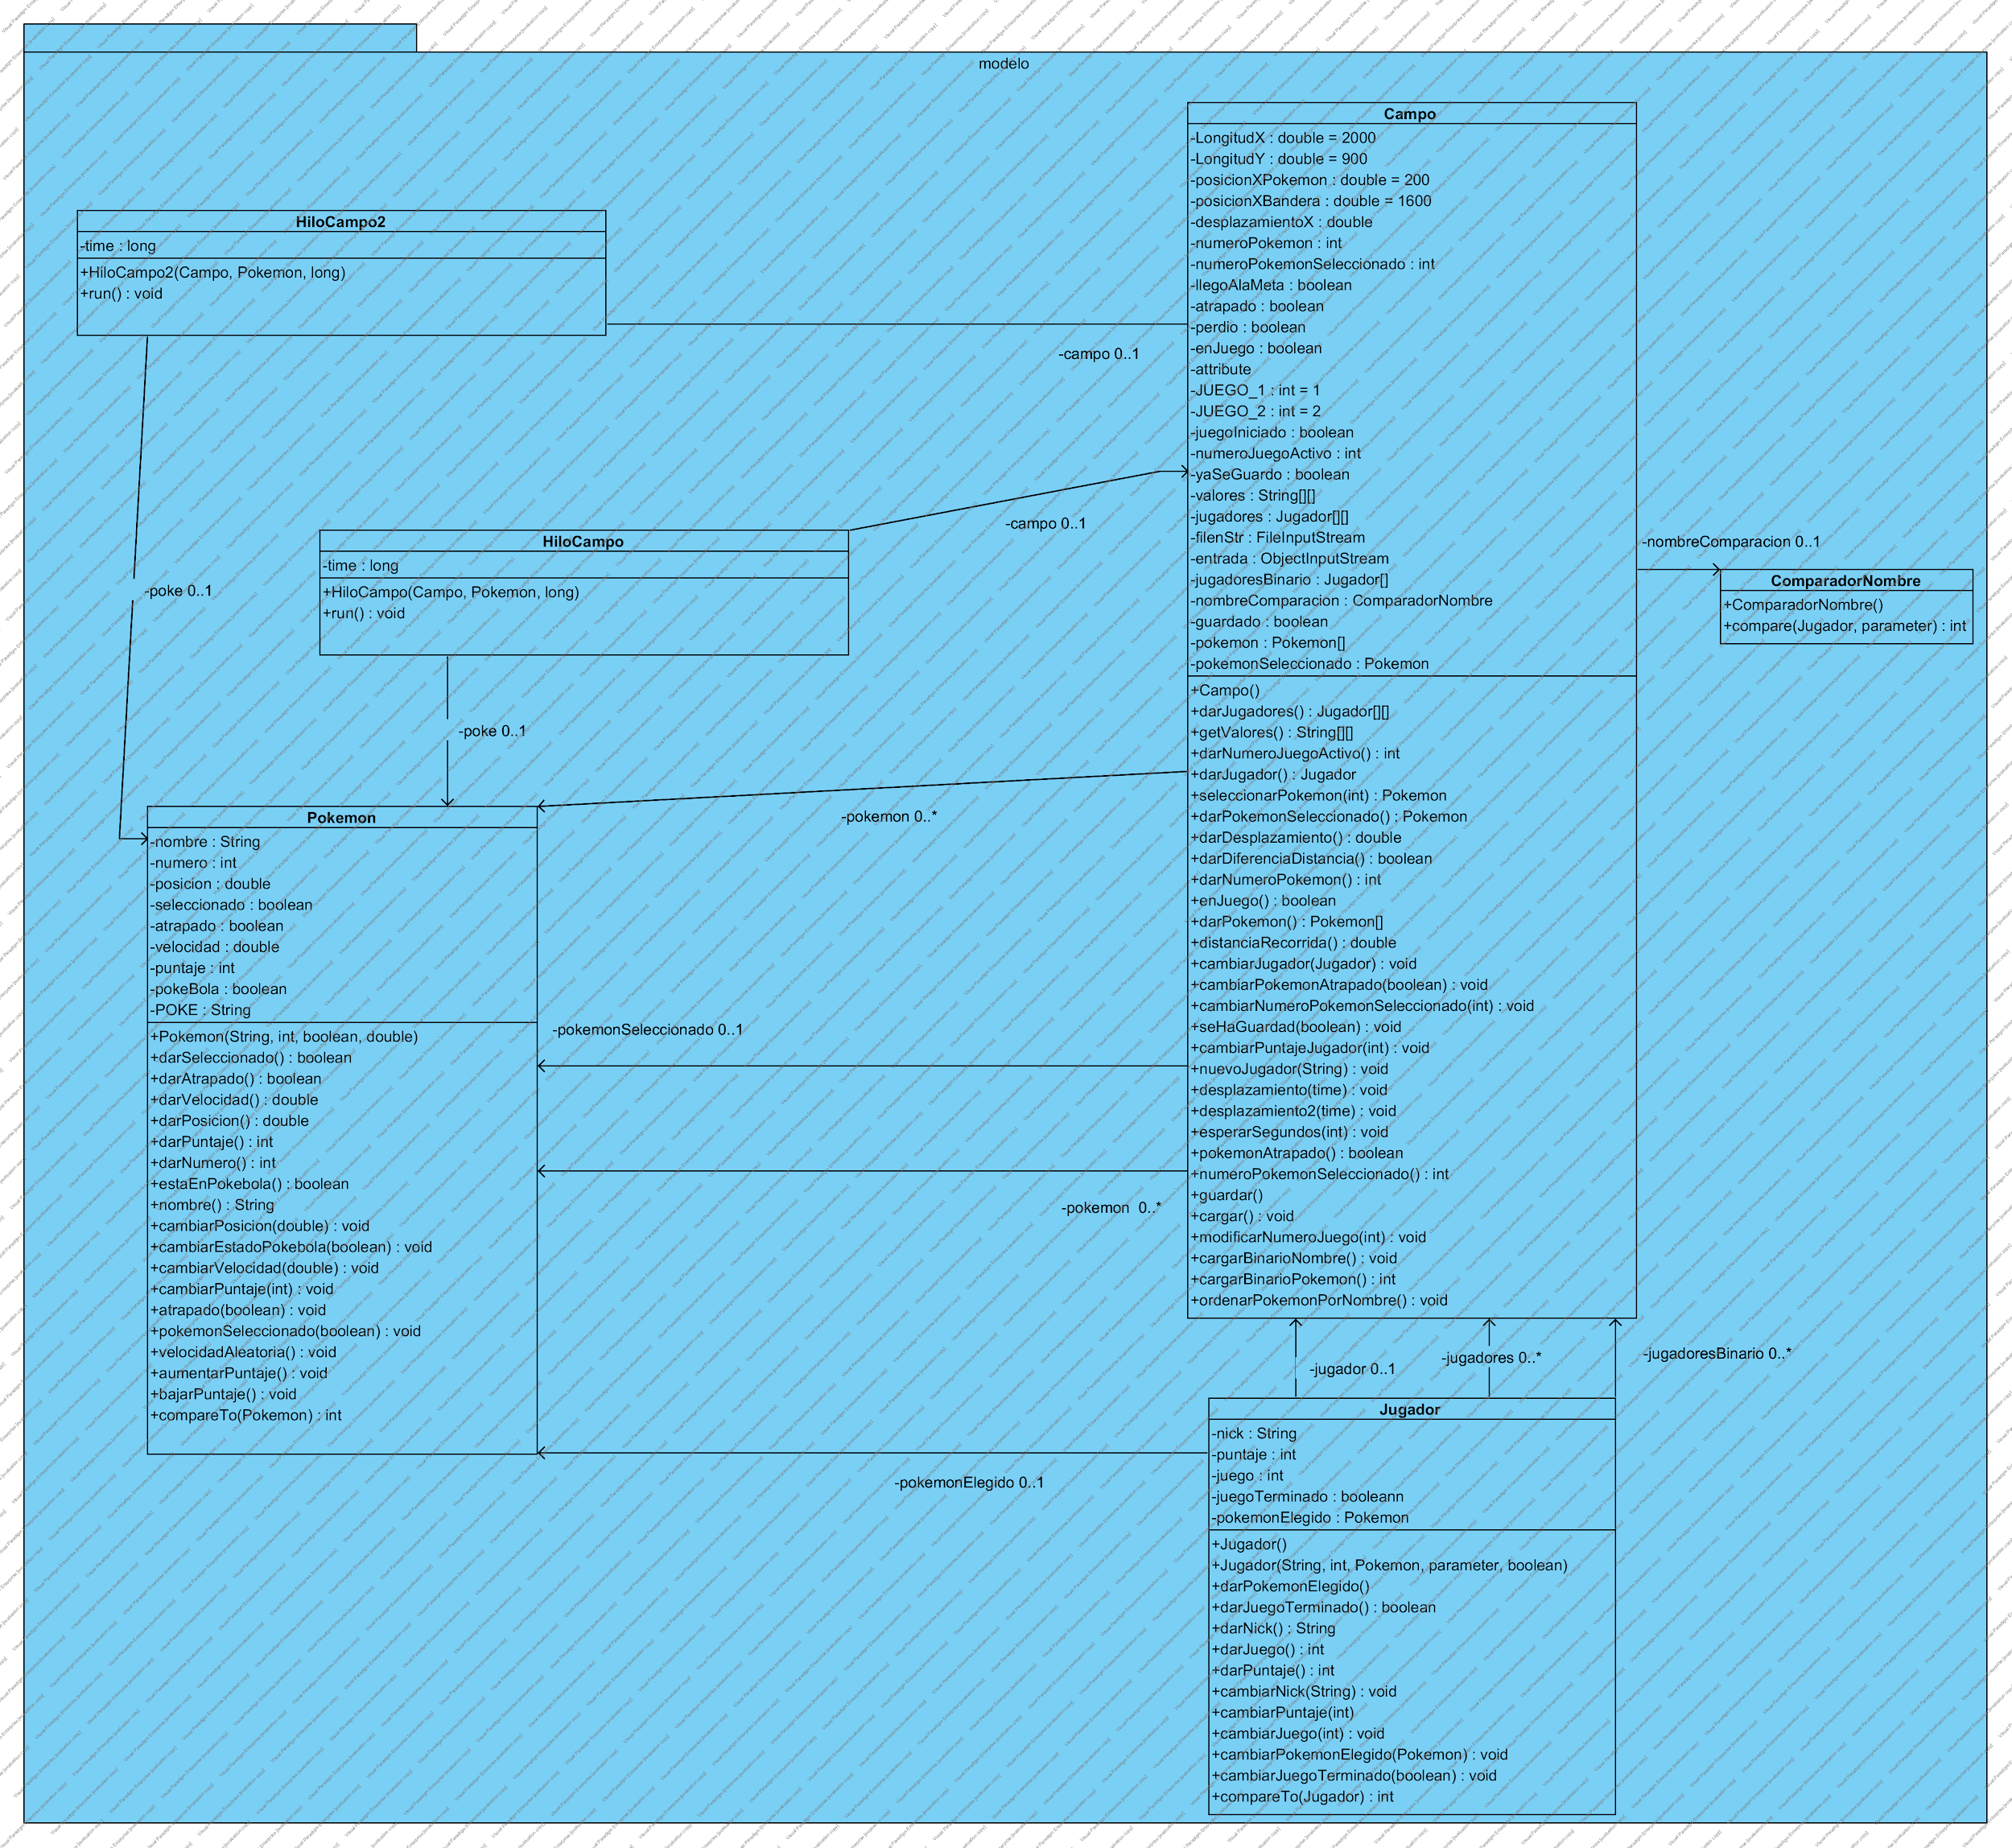 modelo
Campo
-LongitudX : double = 2000
-LongitudY : double = 900
-posicionXPokemon : double = 200
-posicionXBandera : double = 1600
-desplazamientoX : double
-numeroPokemon : int
-numeroPokemonSeleccionado : int
-llegoAlaMeta : boolean
-atrapado : boolean
-perdio : boolean
-enJuego : boolean
-attribute
-JUEGO_1 : int = 1
-JUEGO_2 : int = 2
-juegoIniciado : boolean
-numeroJuegoActivo : int
-yaSeGuardo : boolean
-valores : String[][]
-jugadores : Jugador[][]
-filenStr : FileInputStream
-entrada : ObjectInputStream
-jugadoresBinario : Jugador[]
-nombreComparacion : ComparadorNombre
-guardado : boolean
-pokemon : Pokemon[]
-pokemonSeleccionado : Pokemon
+Campo()
+darJugadores() : Jugador[][]
+getValores() : String[][]
+darNumeroJuegoActivo() : int
+darJugador() : Jugador
+seleccionarPokemon(int) : Pokemon
+darPokemonSeleccionado() : Pokemon
+darDesplazamiento() : double
+darDiferenciaDistancia() : boolean
+darNumeroPokemon() : int
+enJuego() : boolean
+darPokemon() : Pokemon[]
+distanciaRecorrida() : double
+cambiarJugador(Jugador) : void
+cambiarPokemonAtrapado(boolean) : void
+cambiarNumeroPokemonSeleccionado(int) : void
+seHaGuardad(boolean) : void
+cambiarPuntajeJugador(int) : void
+nuevoJugador(String) : void
+desplazamiento(time) : void
+desplazamiento2(time) : void
+esperarSegundos(int) : void
+pokemonAtrapado() : boolean
+numeroPokemonSeleccionado() : int
+guardar()
+cargar() : void
+modificarNumeroJuego(int) : void
+cargarBinarioNombre() : void
+cargarBinarioPokemon() : int
+ordenarPokemonPorNombre() : void
HiloCampo2
-time : long
+HiloCampo2(Campo, Pokemon, long)
+run() : void
-campo 0..1
-poke 0..1
HiloCampo
-time : long
+HiloCampo(Campo, Pokemon, long)
+run() : void
-campo 0..1
-poke 0..1
-nombreComparacion 0..1
ComparadorNombre
+ComparadorNombre()
+compare(Jugador, parameter) : int
-pokemon 0..*
Pokemon
-nombre : String
-numero : int
-posicion : double
-seleccionado : boolean
-atrapado : boolean
-velocidad : double
-puntaje : int
-pokeBola : boolean
-POKE : String
+Pokemon(String, int, boolean, double)
+darSeleccionado() : boolean
+darAtrapado() : boolean
+darVelocidad() : double
+darPosicion() : double
+darPuntaje() : int
+darNumero() : int
+estaEnPokebola() : boolean
+nombre() : String
+cambiarPosicion(double) : void
+cambiarEstadoPokebola(boolean) : void
+cambiarVelocidad(double) : void
+cambiarPuntaje(int) : void
+atrapado(boolean) : void
+pokemonSeleccionado(boolean) : void
+velocidadAleatoria() : void
+aumentarPuntaje() : void
+bajarPuntaje() : void
+compareTo(Pokemon) : int
-pokemonSeleccionado 0..1
-pokemon 0..*
-jugador 0..1
-jugadores 0..*
-jugadoresBinario 0..*
-pokemonElegido 0..1
Jugador
-nick : String
-puntaje : int
-juego : int
-juegoTerminado : booleann
-pokemonElegido : Pokemon
+Jugador()
+Jugador(String, int, Pokemon, parameter, boolean)
+darPokemonElegido()
+darJuegoTerminado() : boolean
+darNick() : String
+darJuego() : int
+darPuntaje() : int
+cambiarNick(String) : void
+cambiarPuntaje(int)
+cambiarJuego(int) : void
+cambiarPokemonElegido(Pokemon) : void
+cambiarJuegoTerminado(boolean) : void
+compareTo(Jugador) : int
Visual Paradigm Enterprise [evaluation copy]